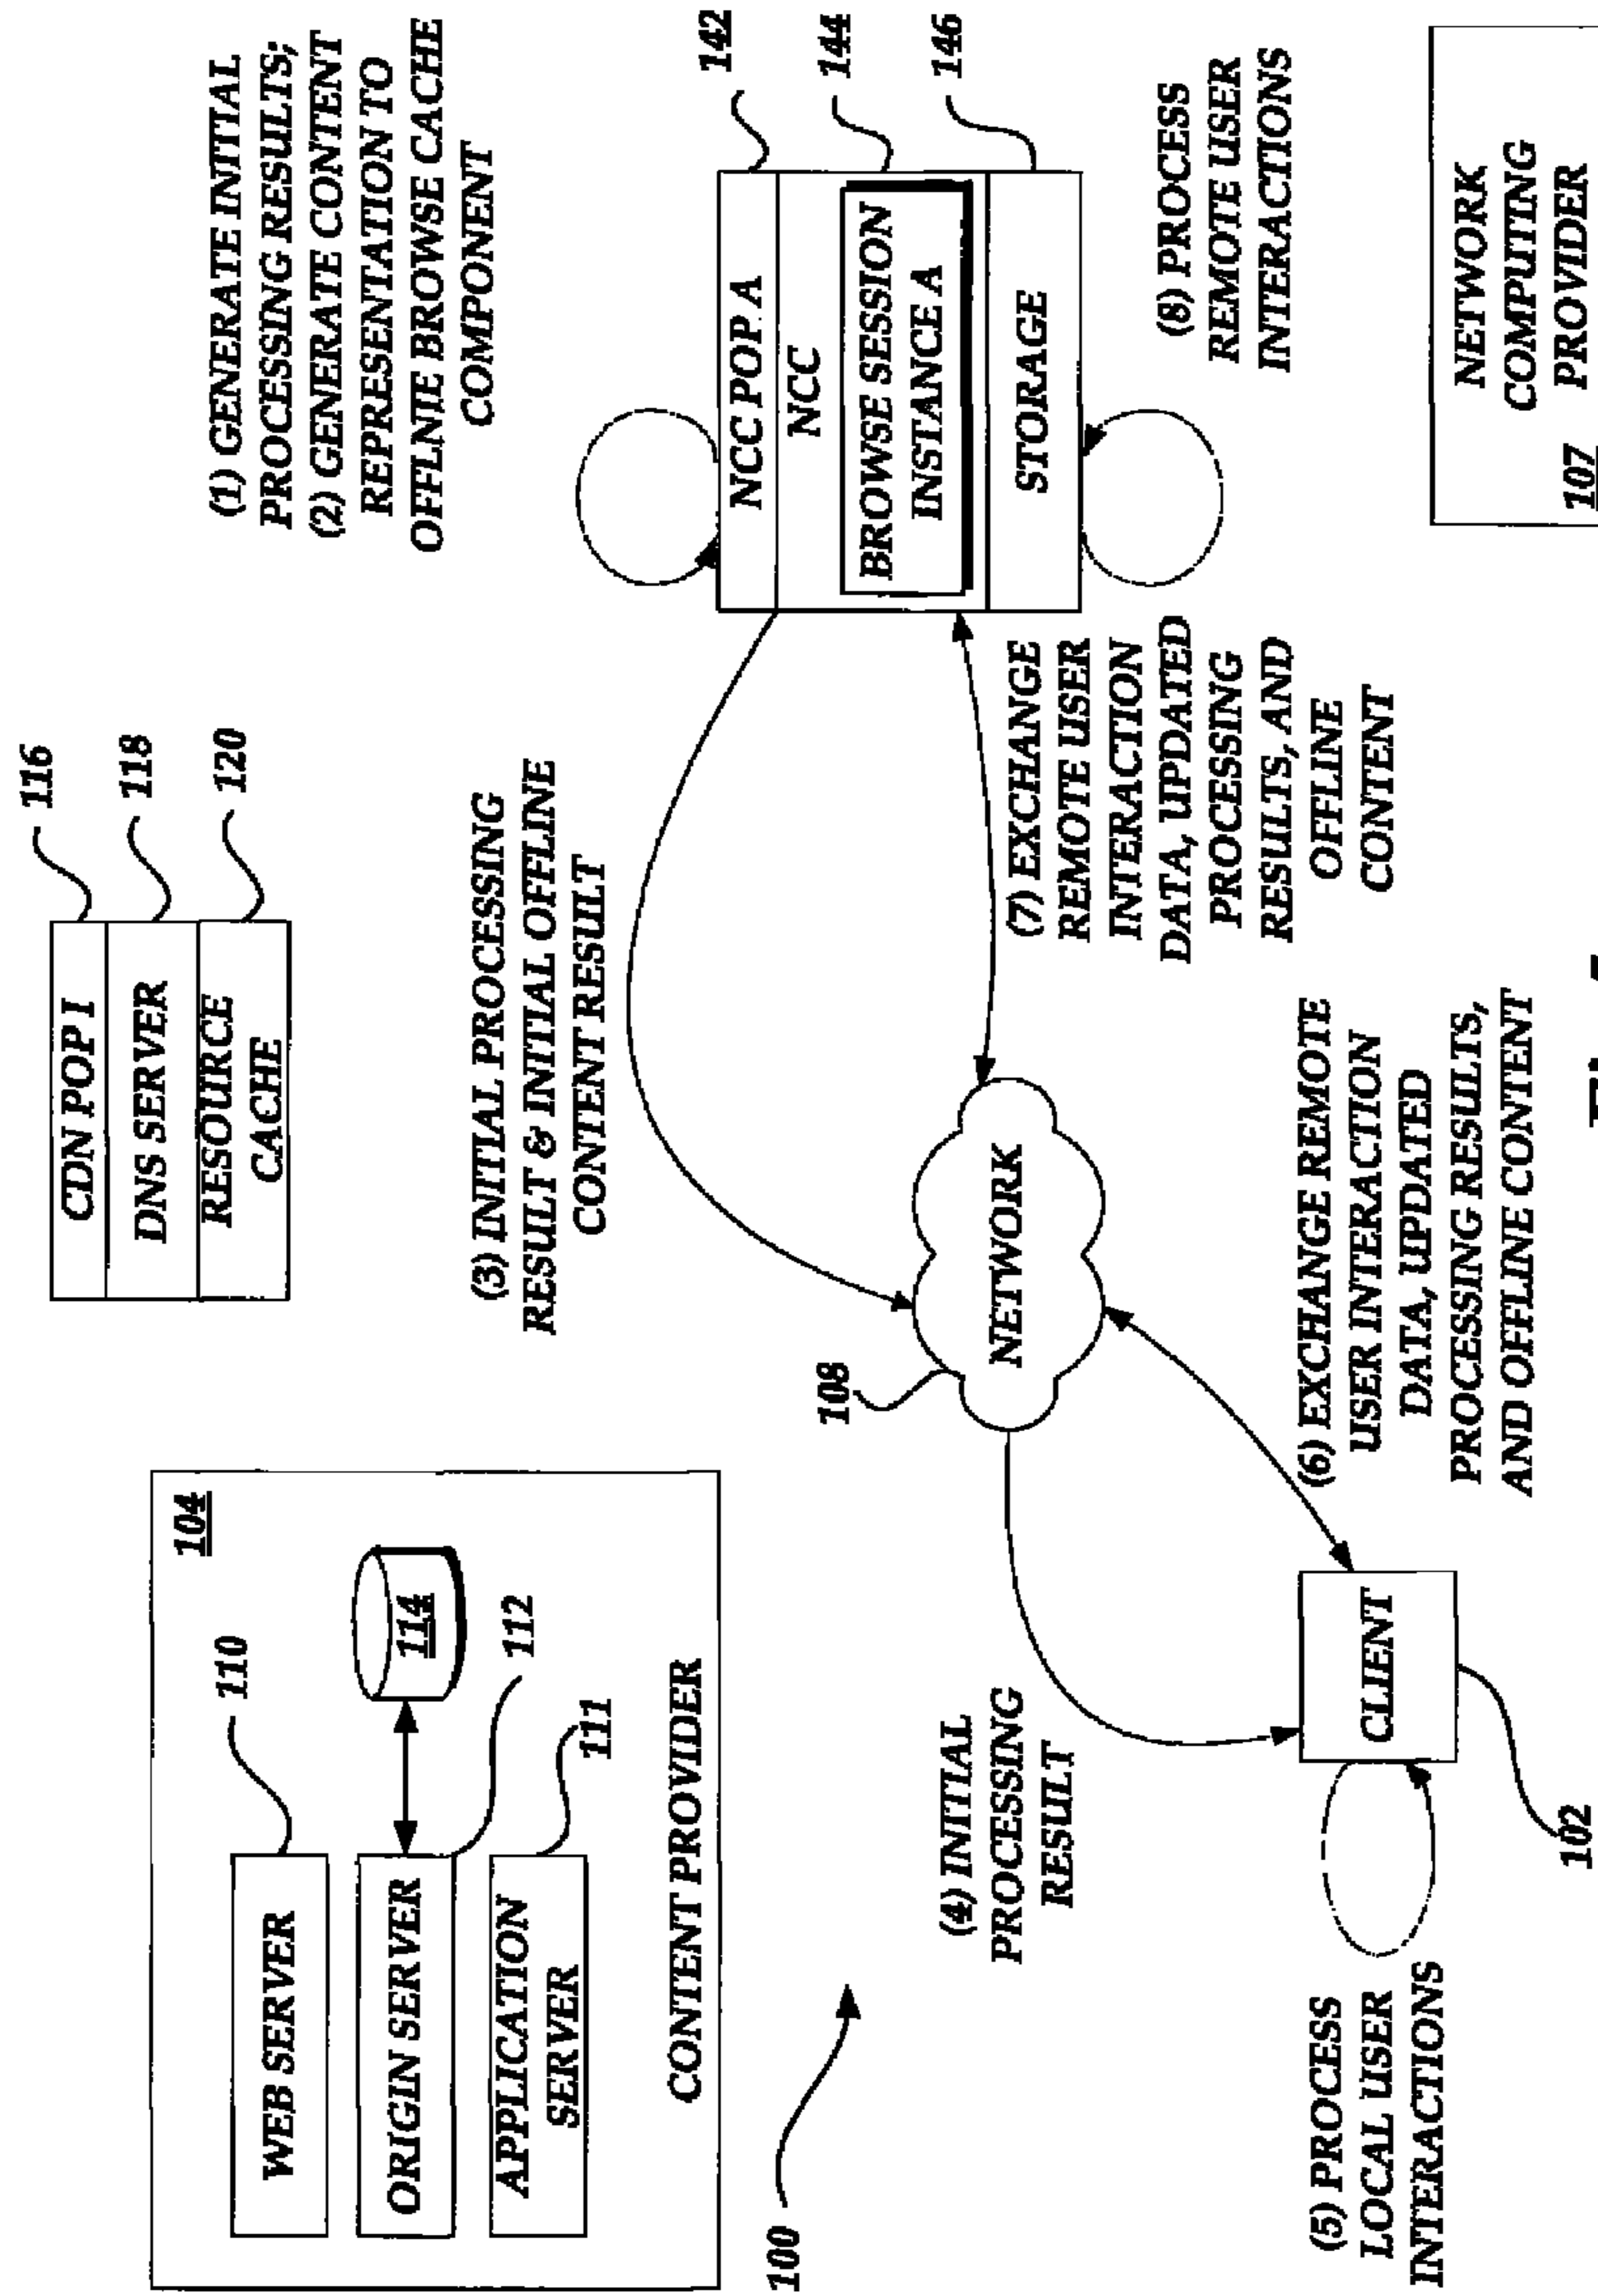 104
WEB SERVER
110
ORIGIN SERVER
114
112
APPLICATION
SERVER
111
CONTENT PROVIDER
CDN POP I
DNS SERVER
RESOURCE
CACHE
116
118
120
(1) GENERATE INITIAL
PROCESSING RESULTS;
(2) GENERATE CONTENT
REPRESENTATION TO
OFFLNIE BROWSE CACHE
COMPONENT
(3) INITIAL PROCESSING
RESULT & INITIAL OFFLINE
CONTENT RESULT
NCC POP A
NCC
BROWSE SESSION
INSTANCE A
STORAGE
142
144
146
100
108
NETWORK
(4) INITIAL
PROCESSING
RESULT
(7) EXCHANGE
REMOTE USER
INTERACTION
DATA, UPDATED
PROCESSING
RESULTS, AND
OFFLINE
CONTENT
(8) PROCESS
REMOTE USER
INTERACTIONS
(5) PROCESS
LOCAL USER
INTERACTIONS
CLIENT
102
(6) EXCHANGE REMOTE
USER INTERACTION
DATA, UPDATED
PROCESSING RESULTS,
AND OFFLINE CONTENT
NETWORK
COMPUTING
PROVIDER
107